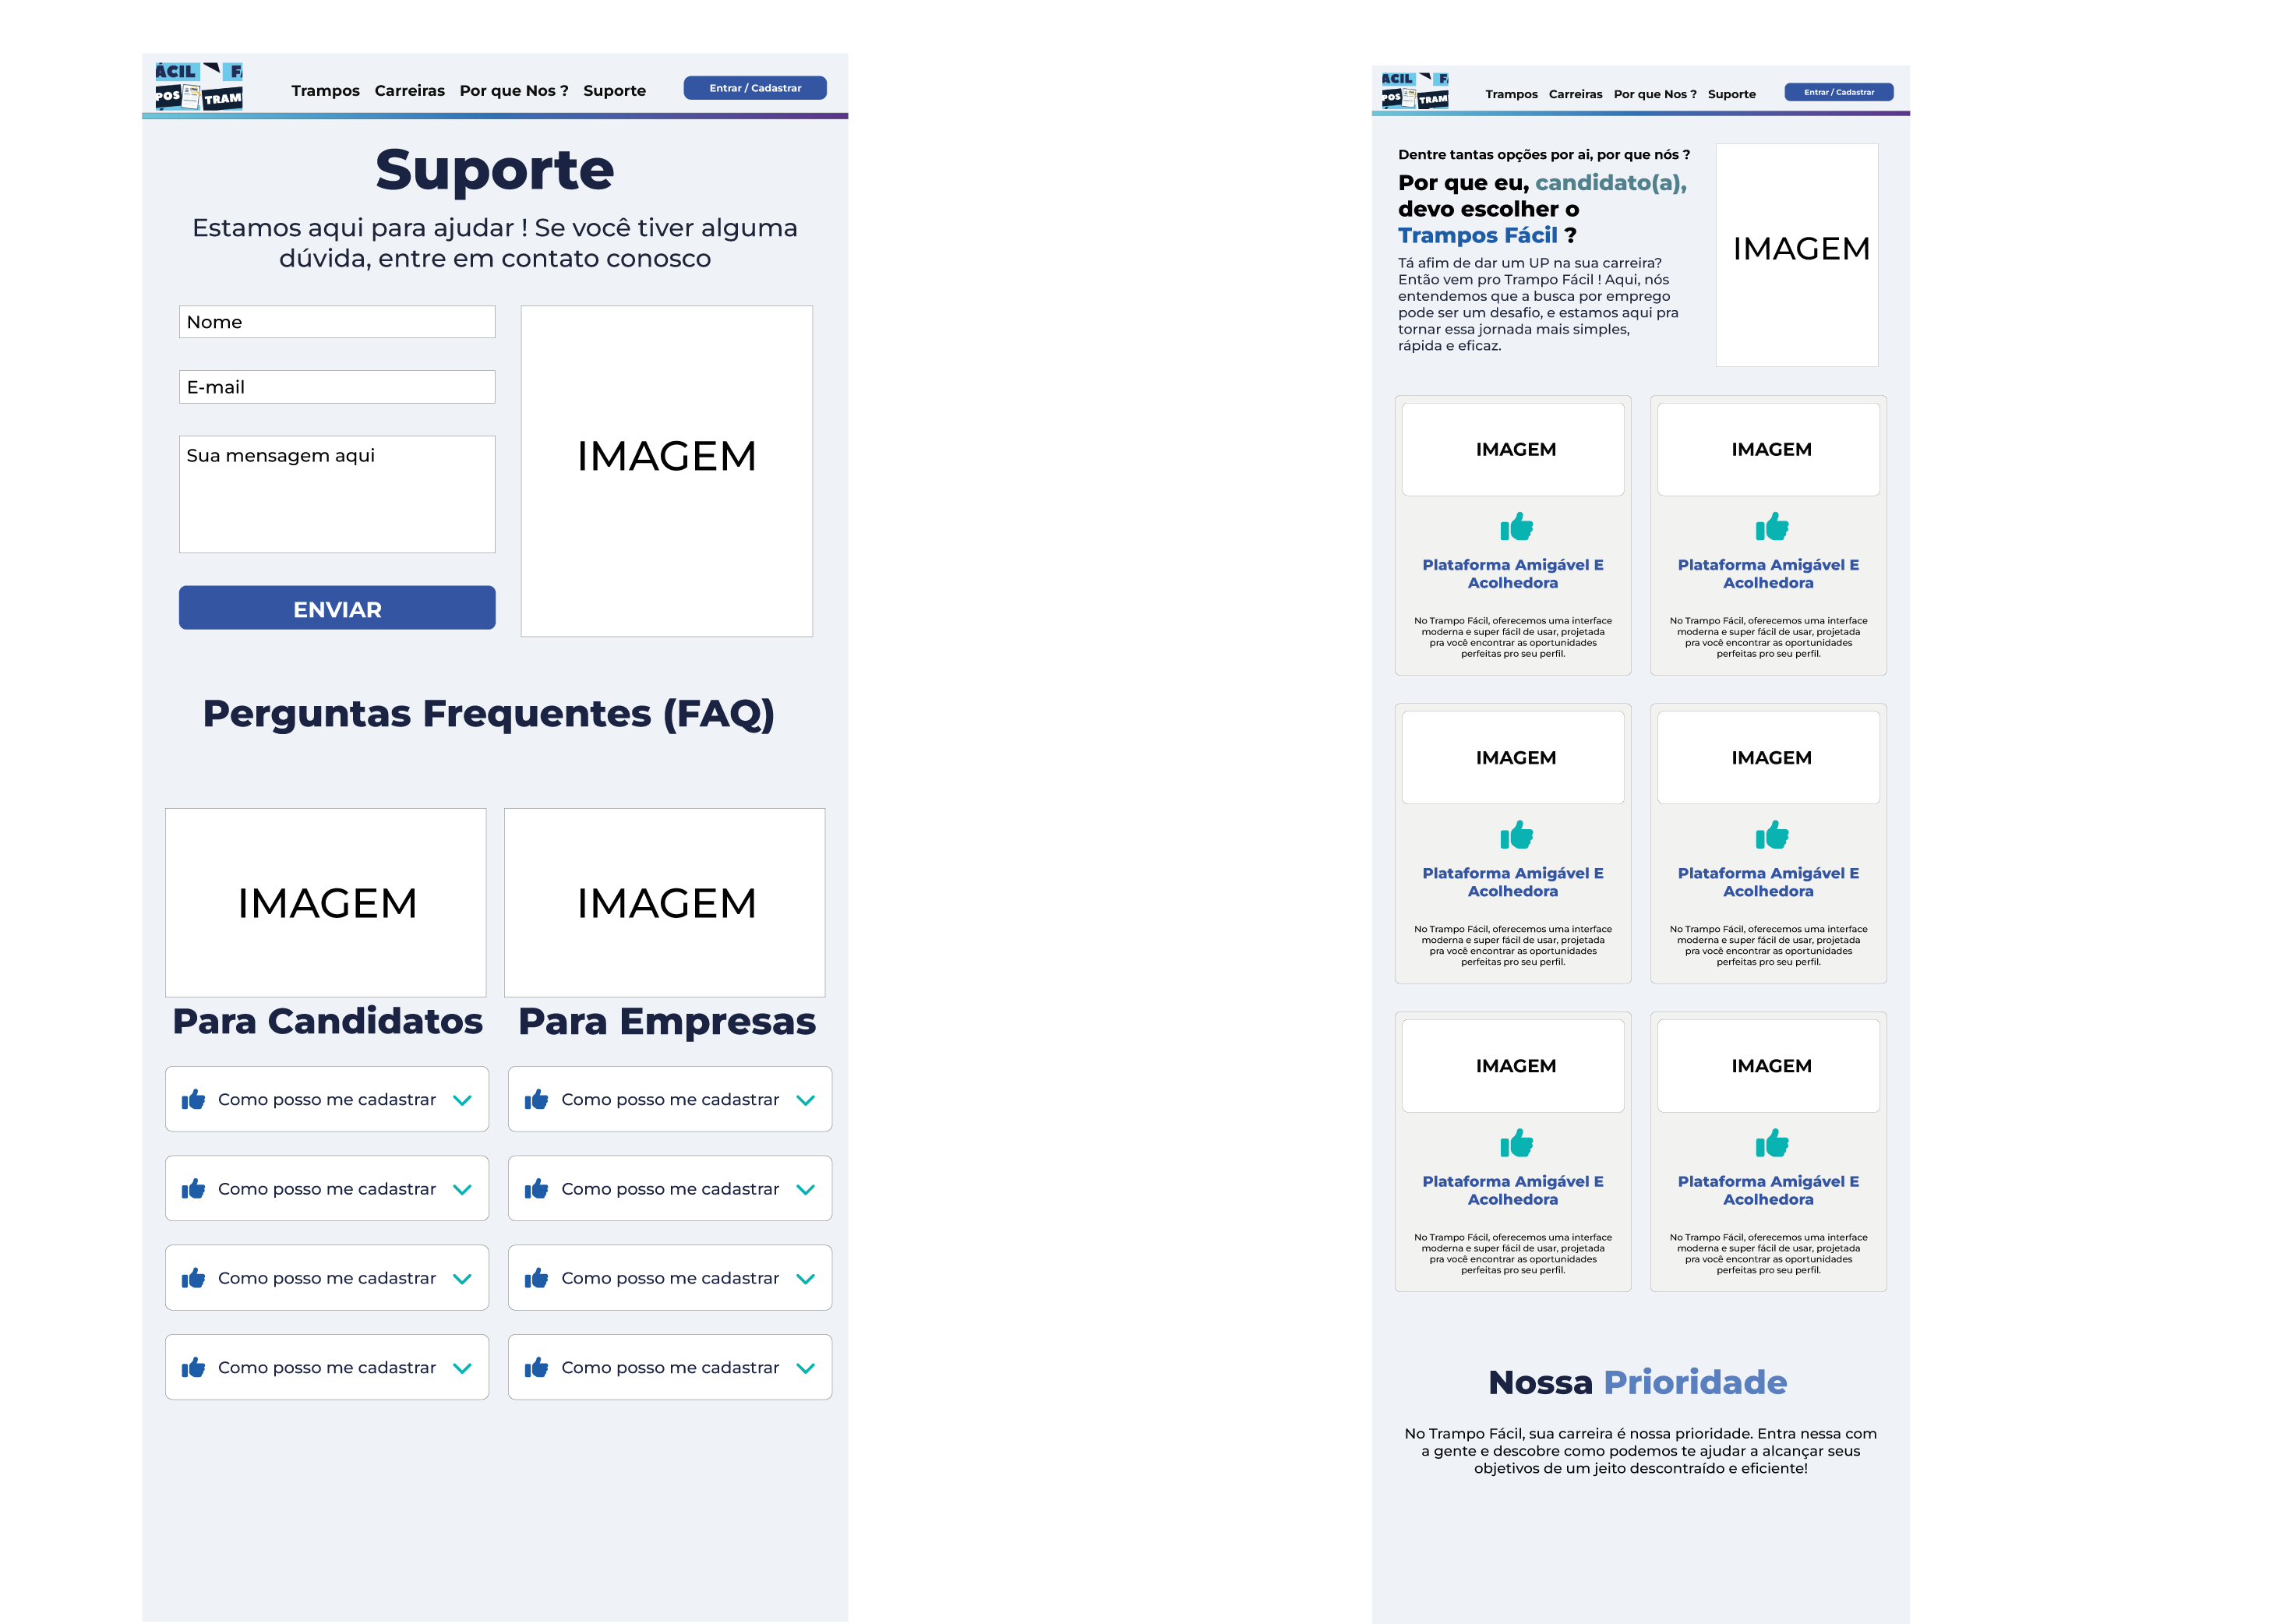 ÁCIL
F
POS
TRAM
Trampos Carreiras Por que Nos ? Suporte
Entrar / Cadastrar
Suporte
Estamos aqui para ajudar ! Se você tiver alguma
dúvida, entre em contato conosco
Nome
E-mail
Sua mensagem aqui
ENVIAR
IMAGEM
Perguntas Frequentes (FAQ)
IMAGEM
IMAGEM
Para Candidatos
Para Empresas
Como posso me cadastrar
Como posso me cadastrar
Como posso me cadastrar
Como posso me cadastrar
Como posso me cadastrar
Como posso me cadastrar
Como posso me cadastrar
Como posso me cadastrar
ÁCIL
F
POS
TRAM
Trampos Carreiras Por que Nos ? Suporte
Entrar / Cadastrar
Dentre tantas opções por ai, por que nós ?
Por que eu, candidato(a),
devo escolher o
Trampos Fácil ?
Tá afim de dar um UP na sua carreira?
Então vem pro Trampo Fácil ! Aqui, nós
entendemos que a busca por emprego
pode ser um desafio, e estamos aqui pra
tornar essa jornada mais simples,
rápida e eficaz.
IMAGEM
IMAGEM
Plataforma Amigável E
Acolhedora
No Trampo Fácil, oferecemos uma interface
moderna e super fácil de usar, projetada
pra você encontrar as oportunidades
perfeitas pro seu perfil.
IMAGEM
Plataforma Amigável E
Acolhedora
No Trampo Fácil, oferecemos uma interface
moderna e super fácil de usar, projetada
pra você encontrar as oportunidades
perfeitas pro seu perfil.
IMAGEM
Plataforma Amigável E
Acolhedora
No Trampo Fácil, oferecemos uma interface
moderna e super fácil de usar, projetada
pra você encontrar as oportunidades
perfeitas pro seu perfil.
IMAGEM
Plataforma Amigável E
Acolhedora
No Trampo Fácil, oferecemos uma interface
moderna e super fácil de usar, projetada
pra você encontrar as oportunidades
perfeitas pro seu perfil.
IMAGEM
Plataforma Amigável E
Acolhedora
No Trampo Fácil, oferecemos uma interface
moderna e super fácil de usar, projetada
pra você encontrar as oportunidades
perfeitas pro seu perfil.
IMAGEM
Plataforma Amigável E
Acolhedora
No Trampo Fácil, oferecemos uma interface
moderna e super fácil de usar, projetada
pra você encontrar as oportunidades
perfeitas pro seu perfil.
Nossa Prioridade
No Trampo Fácil, sua carreira é nossa prioridade. Entra nessa com
a gente e descobre como podemos te ajudar a alcançar seus
objetivos de um jeito descontraído e eficiente!